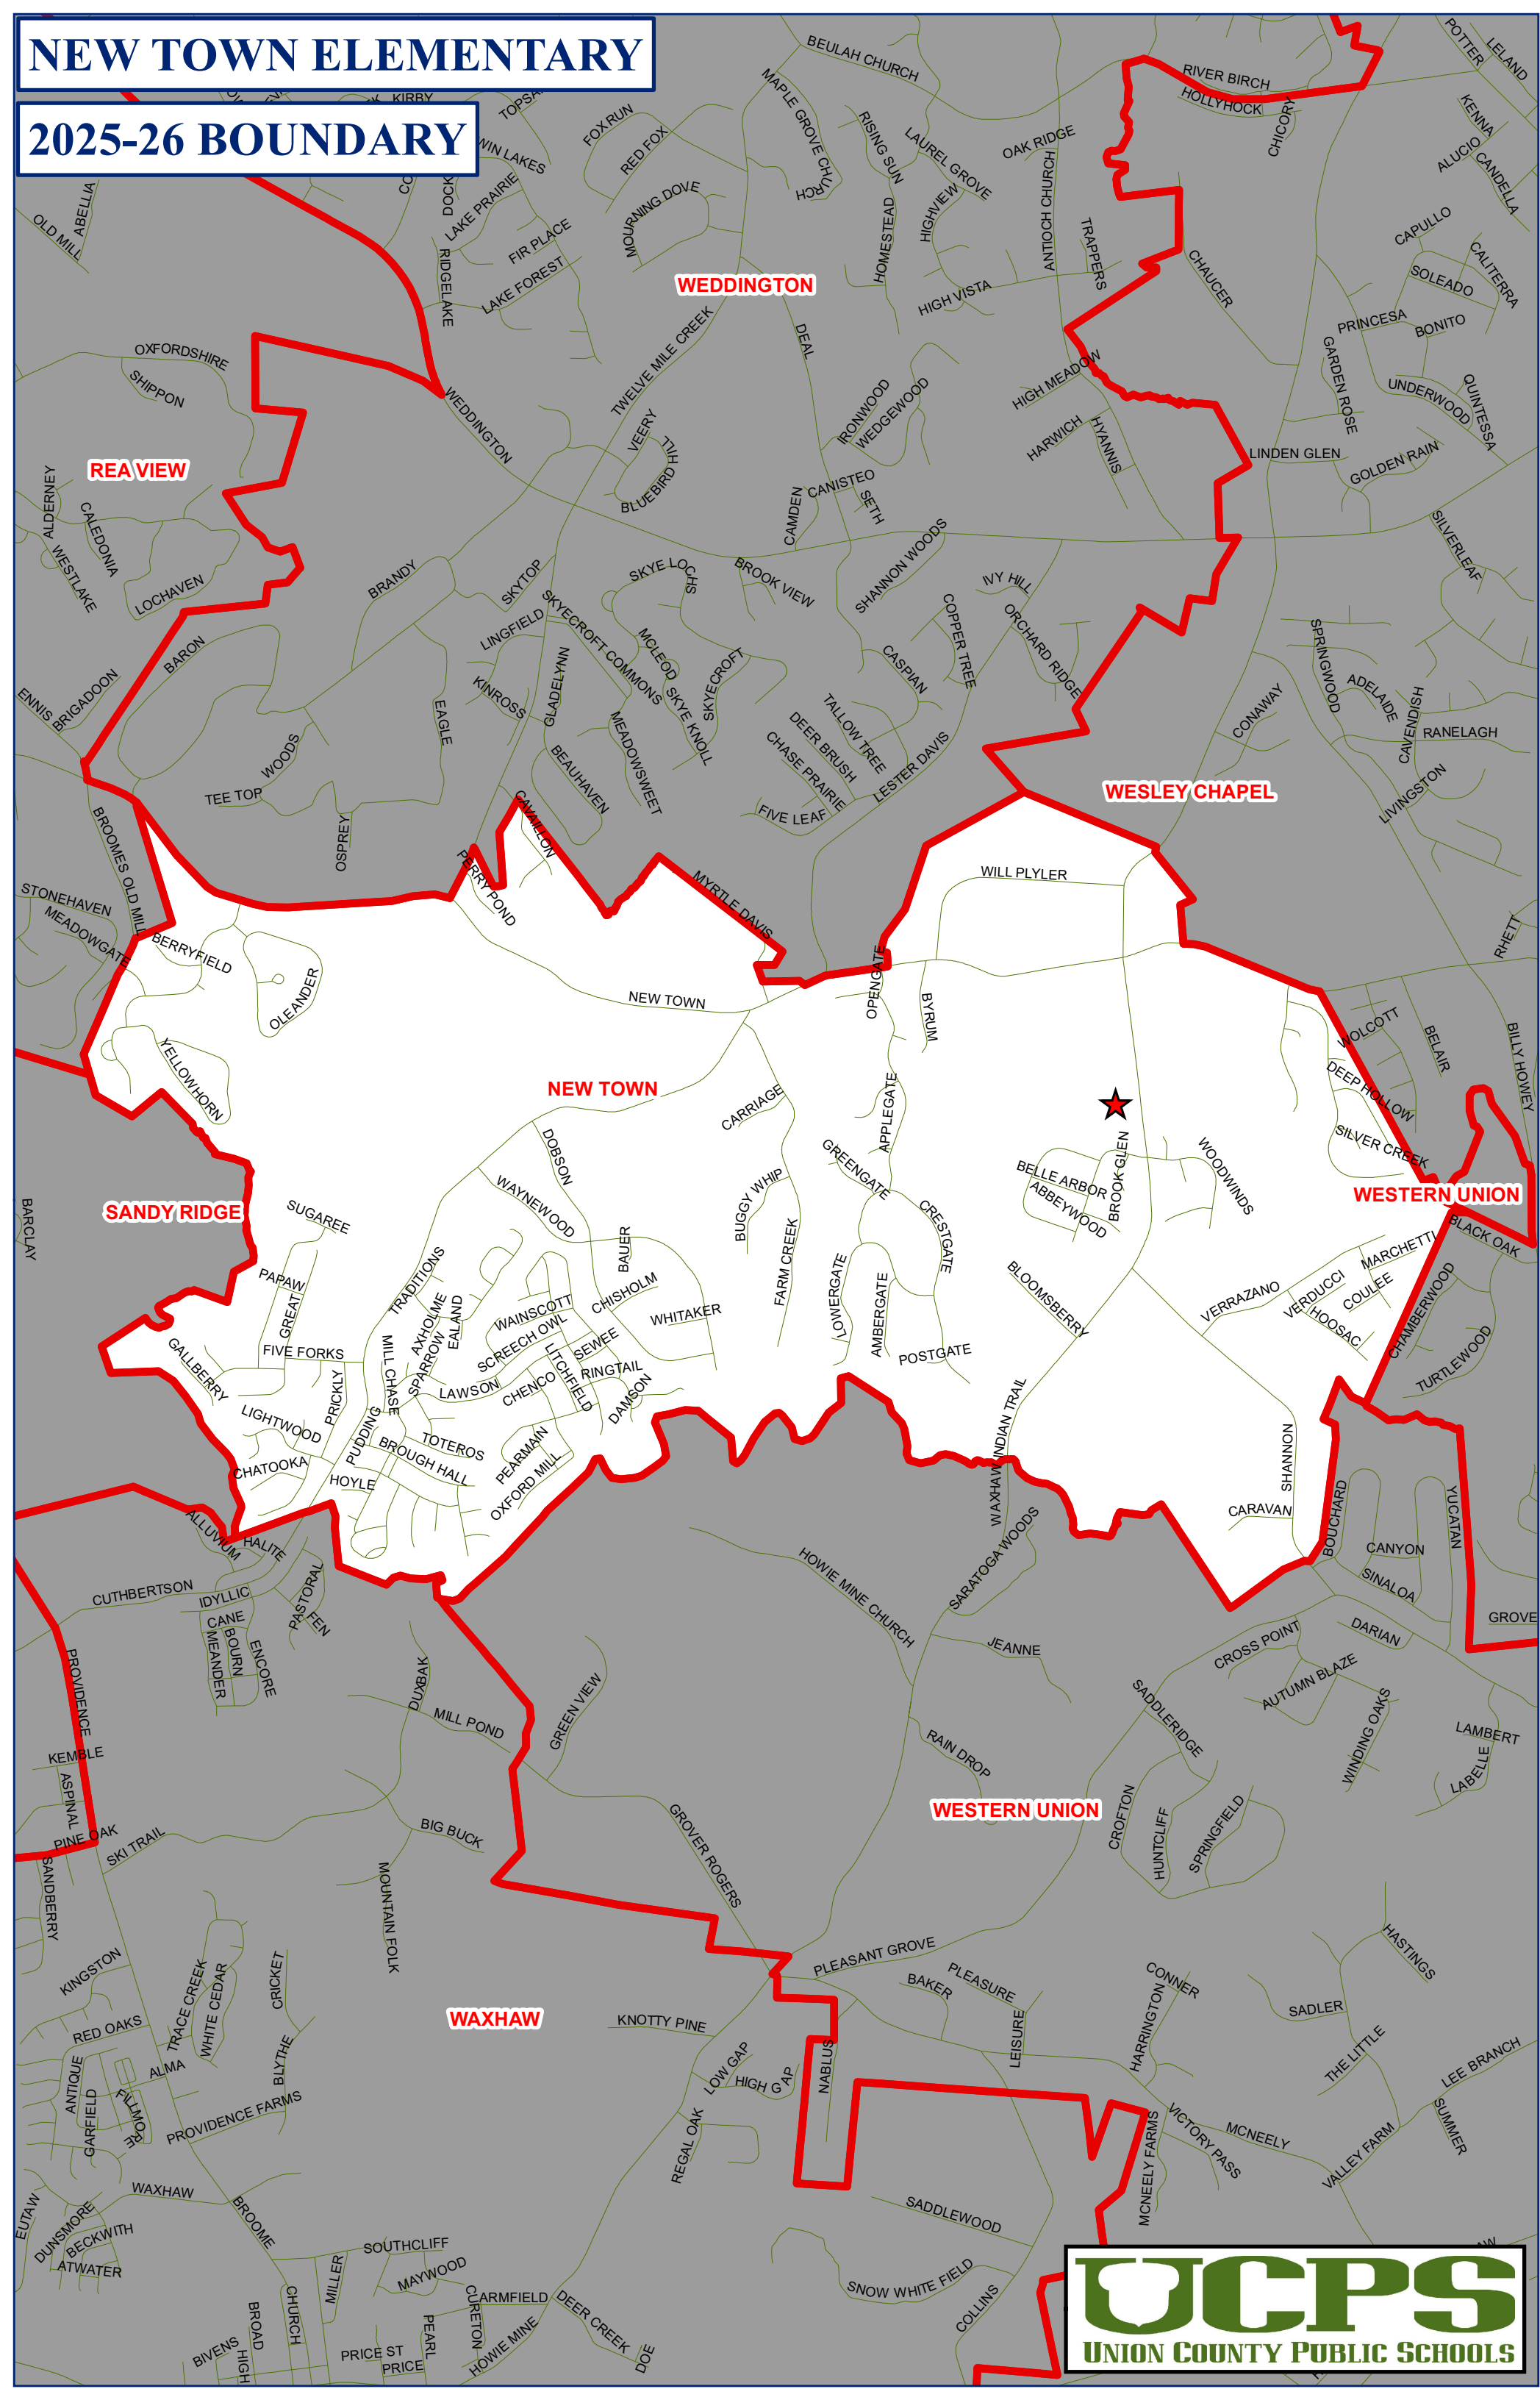 NEW TOWN ELEMENTARY
2025-26 BOUNDARY
BEULAH CHURCH
RIVER BIRCH
HOLLYHOCK
CHICORY
POTTER
LELAND
KENNA
ALUCIO
CANDELLA
KIRBY
FOX RUN
RED FOX
MAPLE GROVE CHURCH
RISING SUN
LAUREL GROVE
OAK RIDGE
ANTIOCH CHURCH
TRAPPERS
HIGHVIEW
HOMESTEAD
HIGH VISTA
ABELLIA
OLD MILL
LAKE PRAIRIE
MOURNING DOVE
FIR PLACE
LAKE FOREST
RIDGELAKE
WEDDINGTON
CHAUCER
CAPULLO
SOLEADO
CALITERRA
PRINCESA
BONITO
OXFORDSHIRE
SHIPPON
TWELVE MILE CREEK
DEAL
WEDDINGTON
HIGH MEADOW
HARWICH
HYANNIS
IRONWOOD
WEDGEWOOD
GARDEN ROSE
UNDERWOOD
QUINTESSA
LINDEN GLEN
GOLDEN RAIN
REA VIEW
ALDERNEY
CALEDONIA
WESTLAKE
LOCHAVEN
VEERY
BLUEBIRD HILL
CANISTEO
CAMDEN
SETH
SHANNON WOODS
SILVERLEAF
BRANDY
SKYTOP
SKYE LOCHS
BROOK VIEW
IVY HILL
COPPER TREE
ORCHARD RIDGE
LINGFIELD
SKYECROFT COMMONS
MCLEOD
SKYECROFT
SKYE KNOLL
CASPIAN
SPRINGWOOD
ADELAIDE
CAVENDISH
RANELAGH
CONAWAY
LIVINGSTON
BARON
ENNIS
BRIGADOON
EAGLE
KINROSS
GLADELYNN
MEADOWSWEET
BEAUHAVEN
TALLOW TREE
DEER BRUSH
CHASE PRAIRIE
FIVE LEAF
LESTER DAVIS
WOODS
TEE TOP
OSPREY
WESLEY CHAPEL
BROOMES OLD MILL
CAVAILLON
PERRY POND
MYRTLE DAVIS
WILL PLYLER
STONEHAVEN
MEADOWGATE
BERRYFIELD
OLEANDER
YELLOWHORN
NEW TOWN
OPENGATE
BYRUM
RHETT
WOLCOTT
BELAIR
BILLY HOWEY
DEEP HOLLOW
SILVER CREEK
NEW TOWN
CARRIAGE
APPLEGATE
DOBSON
GREENGATE
BELLE ARBOR
ABBEYWOOD
BROOK GLEN
WOODWINDS
WESTERN UNION
BLACK OAK
BARCLAY
SANDY RIDGE
SUGAREE
WAYNEWOOD
BUGGY WHIP
CRESTGATE
FARM CREEK
BAUER
CHISHOLM
WHITAKER
LOWERGATE
AMBERGATE
POSTGATE
BLOOMSBERRY
MARCHETTI
VERRAZANO
VERDUCCI
COULEE
HOOSAC
CHAMBERWOOD
TURTLEWOOD
PAPAW
GREAT
TRADITIONS
AXHOLME
EALAND
SPARROW
MILL CHASE
WAINSCOTT
SCREECH OWL
SEWEE
RINGTAIL
LITCHFIELD
LAWSON
CHENCO
DAMSON
GALLBERRY
FIVE FORKS
PRICKLY
LIGHTWOOD
PUDDING
CHATOOKA
HOYLE
BROUGH HALL
TOTEROS
PEARMAIN
OXFORD MILL
WAXHAW INDIAN TRAIL
SHANNON
CARAVAN
BOUCHARD
CANYON
SINALOA
YUCATAN
GROVE
ALLUVIUM
HALITE
CUTHBERTSON
IDYLLIC
PASTORAL
FEN
CANE
BOURN
MEANDER
ENCORE
HOWIE MINE CHURCH
SARATOGA WOODS
JEANNE
CROSS POINT
DARIAN
AUTUMN BLAZE
WINDING OAKS
LAMBERT
LABELLE
PROVIDENCE
KEMBLE
ASPINAL
PINE OAK
SKI TRAIL
SANDBERRY
DUXBAK
MILL POND
GREEN VIEW
BIG BUCK
MOUNTAIN FOLK
GROVER ROGERS
RAIN DROP
SADDLERIDGE
CROFTON
HUNTCLIFF
SPRINGFIELD
WESTERN UNION
KINGSTON
RED OAKS
TRACE CREEK
WHITE CEDAR
CRICKET
WAXHAW
KNOTTY PINE
PLEASANT GROVE
BAKER
PLEASURE
LEISURE
CONNER
HARRINGTON
SADLER
HASTINGS
THE LITTLE
LEE BRANCH
SUMMER
ANTIQUE
GARFIELD
FILLMORE
ALMA
BLYTHE
PROVIDENCE FARMS
LOW GAP
HIGH GAP
NABLUS
REGAL OAK
MCNEELY FARMS
VICTORY PASS
MCNEELY
VALLEY FARM
EUTAW
WAXHAW
DUNSMORE
BECKWITH
ATWATER
BROOME
SADDLEWOOD
SNOW WHITE FIELD
COLLINS
SOUTHCLIFF
MILLER
MAYWOOD
CHURCH
CURETON
ARMFIELD
DEER CREEK
DOE
HOWIE MINE
PEARL
BROAD
BIVENS
HIGH
PRICE ST
PRICE
UCPS
UNION COUNTY PUBLIC SCHOOLS